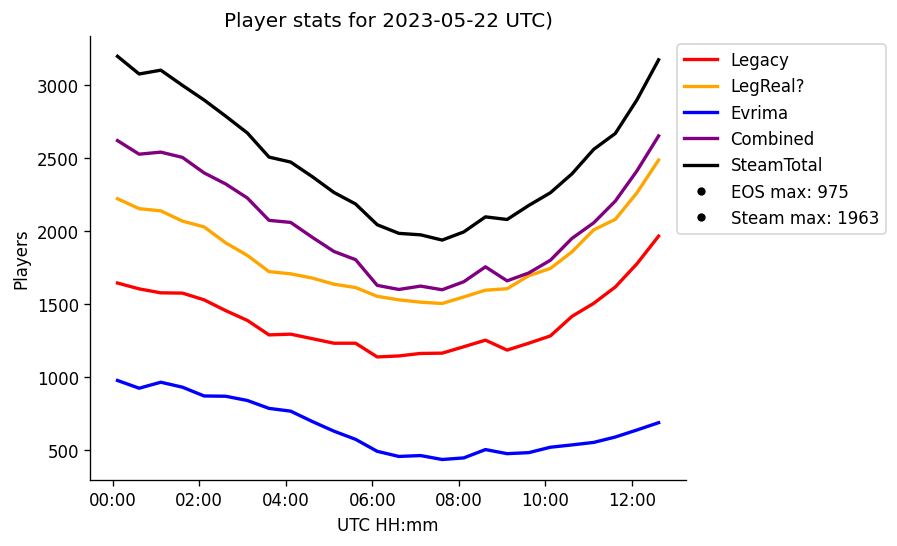 Player stats for 2023-05-22 UTC)
Legacy
LegReal?
Evrima
Combined
SteamTotal
EOS max: 975
Steam max: 1963
Players
3000
2500
2000
1500
1000
500
00:00 02:00 04:00 06:00 08:00 10:00 12:00
UTC HH:mm